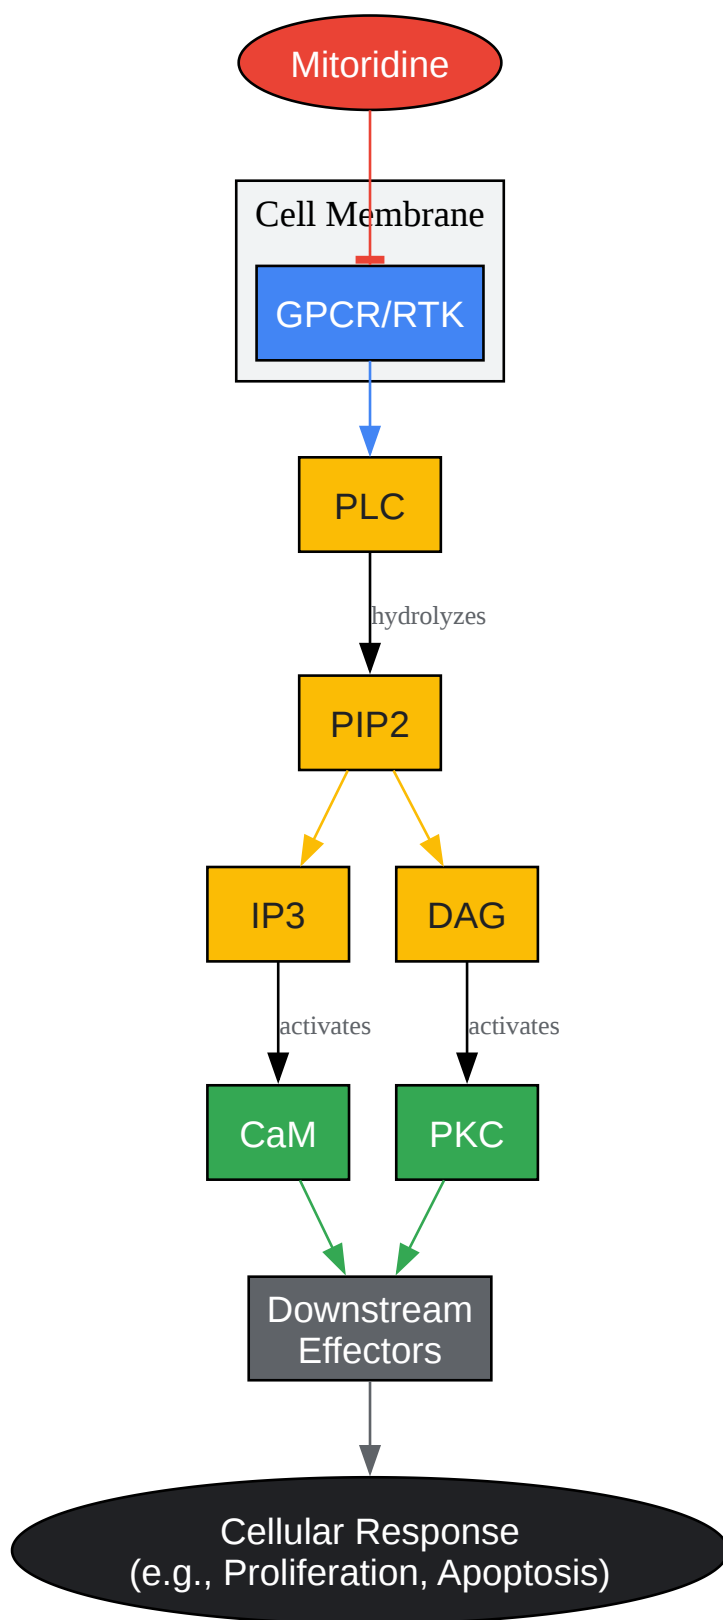 Mitoridine
Cell Membrane
GPCR/RTK
PLC
hydrolyzes
PIP2
IP3
DAG
activates
activates
CaM
PKC
Downstream
Effectors
Cellular Response
(e.g., Proliferation, Apoptosis)